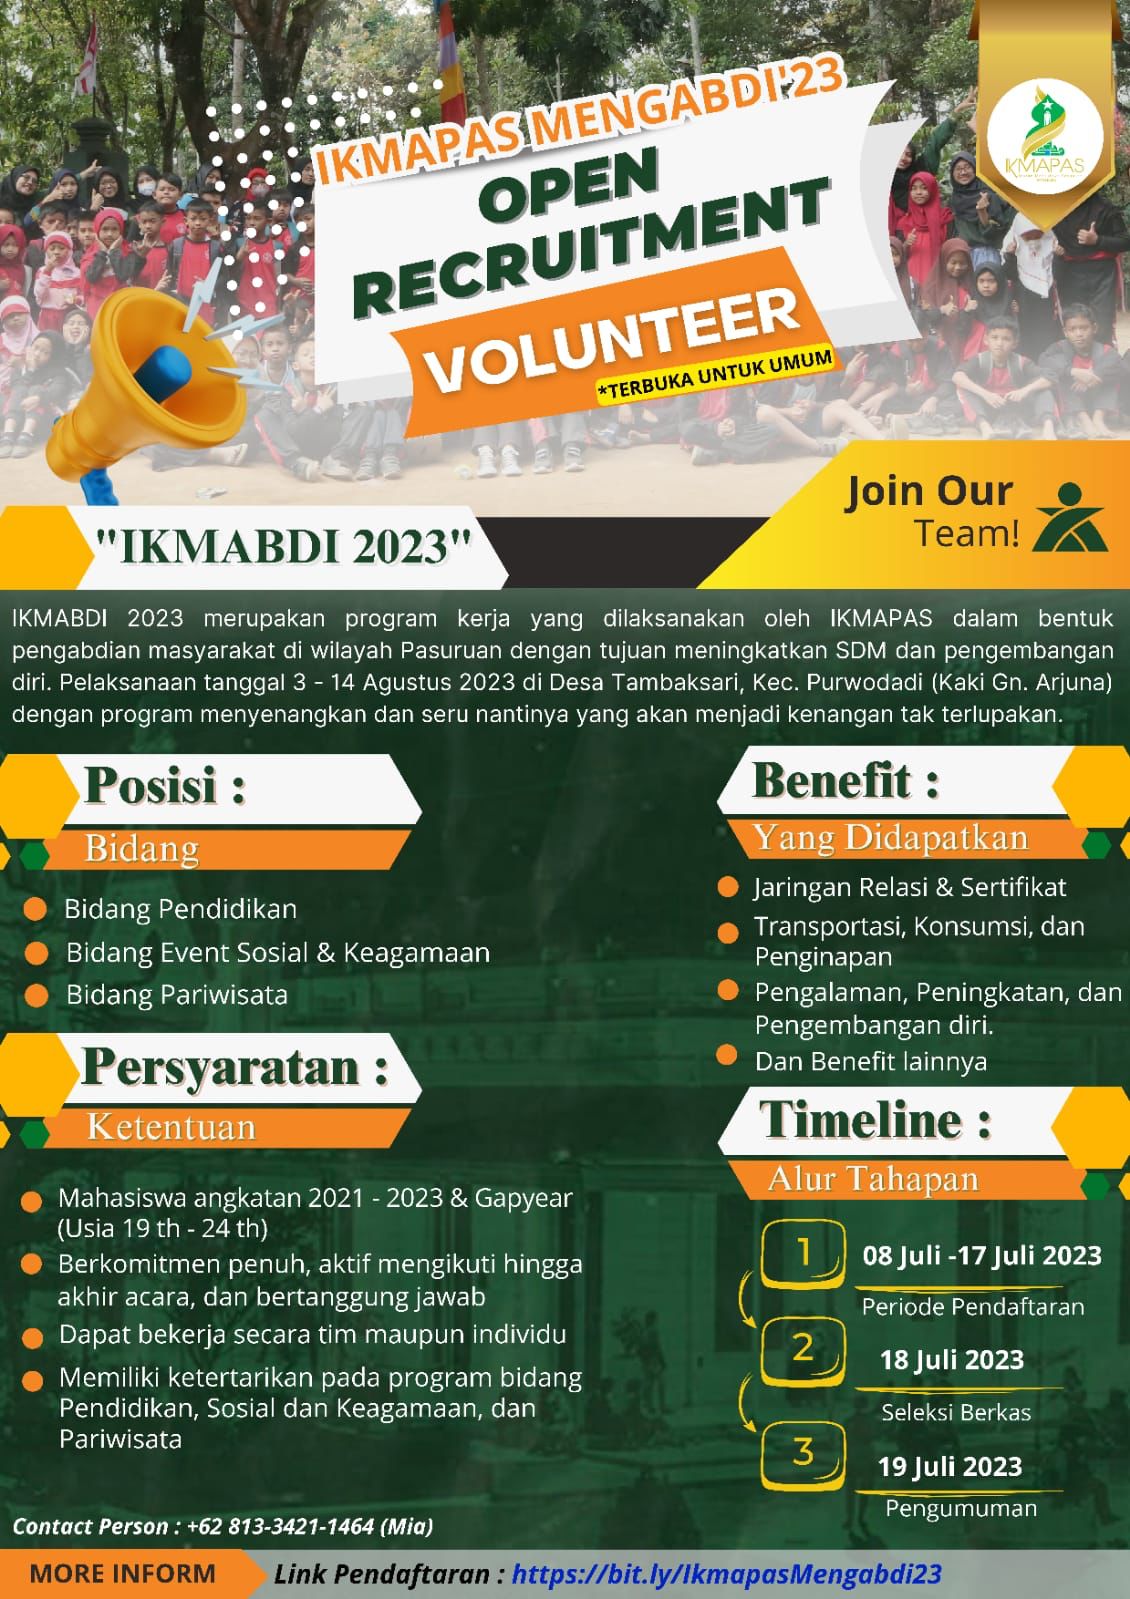 IKMAPAS MENGABDI'23
IKMAPAS
OPEN
RECRUITMENT
VOLUNTEER
*TERBUKA UNTUK UMUM
Join Our
Team!
"IKMABDI 2023"
IKMABDI 2023 merupakan program kerja yang dilaksanakan oleh IKMAPAS dalam bentuk
pengabdian masyarakat di wilayah Pasuruan dengan tujuan meningkatkan SDM dan pengembangan
diri. Pelaksanaan tanggal 3 - 14 Agustus 2023 di Desa Tambaksari, Kec. Purwodadi (Kaki Gn. Arjuna)
dengan program menyenangkan dan seru nantinya yang akan menjadi kenangan tak terlupakan.
Posisi :
Bidang
Bidang Pendidikan
Bidang Event Sosial & Keagamaan
Bidang Pariwisata
Benefit :
Yang Didapatkan
Jaringan Relasi & Sertifikat
Transportasi, Konsumsi, dan
Penginapan
Pengalaman, Peningkatan, dan
Pengembangan diri.
Dan Benefit lainnya
Persyaratan :
Ketentuan
Mahasiswa angkatan 2021 - 2023 & Gapyear
(Usia 19 th - 24 th)
Berkomitmen penuh, aktif mengikuti hingga
akhir acara, dan bertanggung jawab
Dapat bekerja secara tim maupun individu
Memiliki ketertarikan pada program bidang
Pendidikan, Sosial dan Keagamaan, dan
Pariwisata
Timeline :
Alur Tahapan
1
08 Juli -17 Juli 2023
Periode Pendaftaran
2
18 Juli 2023
Seleksi Berkas
3
19 Juli 2023
Pengumuman
Contact Person : +62 813-3421-1464 (Mia)
MORE INFORM
Link Pendaftaran : https://bit.ly/IkmapasMengabdi23